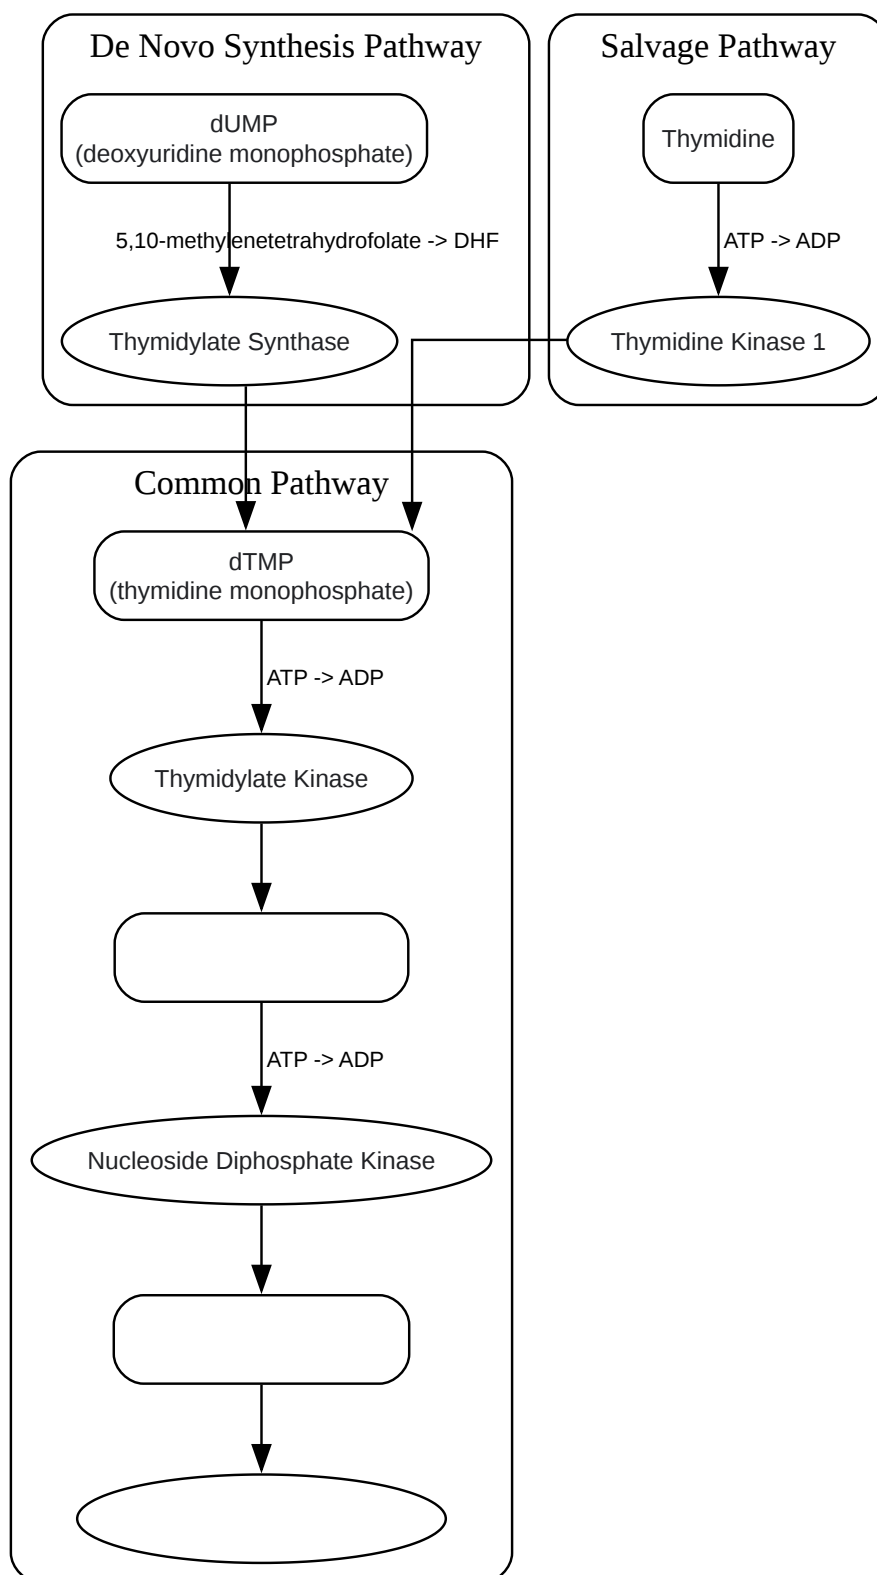 De Novo Synthesis Pathway
dUMP
(deoxyuridine monophosphate)
5,10-methylenetetrahydrofolate -> DHF
Thymidylate Synthase
Salvage Pathway
Thymidine
ATP -> ADP
Thymidine Kinase 1
Common Pathway
dTMP
(thymidine monophosphate)
ATP -> ADP
Thymidylate Kinase
ATP -> ADP
Nucleoside Diphosphate Kinase